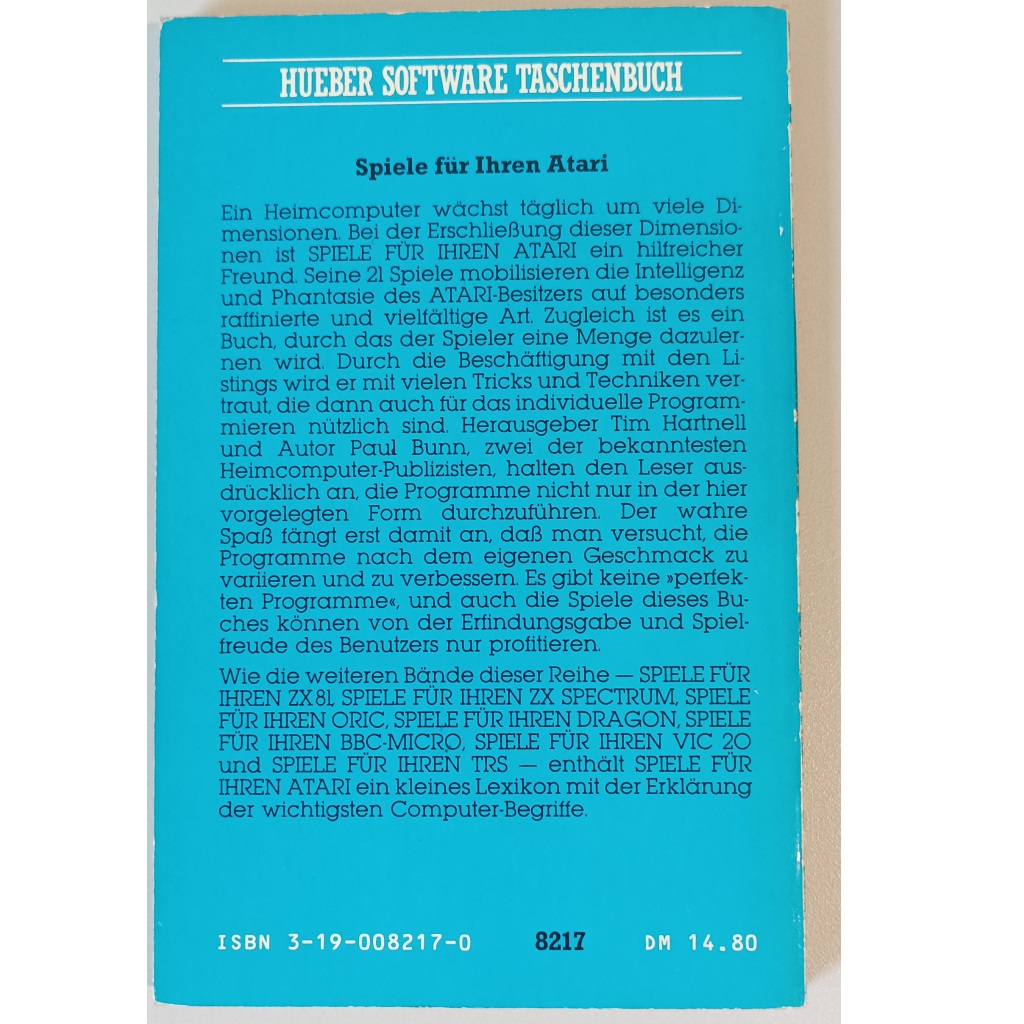 HUEBER SOFTWARE TASCHENBUCH
Spiele für Ihren Atari
Ein Heimcomputer wächst täglich um viele Di-
mensionen. Bei der Erschließung dieser Dimensio-
nen ist SPIELE FÜR IHREN ATARI ein hilfreicher
Freund. Seine 21 Spiele mobilisieren die Intelligenz
und Phantasie des ATARI-Besitzers auf besonders
raffinierte und vielfältige Art. Zugleich ist es ein
Buch, durch das der Spieler eine Menge dazuler-
nen wird. Durch die Beschäftigung mit den Li-
stings wird er mit vielen Tricks und Techniken ver-
traut, die dann auch für das individuelle Program-
mieren nützlich sind. Herausgeber Tim Hartnell
und Autor Paul Bunn, zwei der bekanntesten
Heimcomputer-Publizisten, halten den Leser aus-
drücklich an, die Programme nicht nur in der hier
vorgelegten Form durchzuführen. Der wahre
Spaß fängt erst damit an, daß man versucht, die
Programme nach dem eigenen Geschmack zu
variieren und zu verbessern. Es gibt keine »perfek-
ten Programme«, und auch die Spiele dieses Bu-
ches können von der Erfindungsgabe und Spiel-
freude des Benutzers nur profitieren.
Wie die weiteren Bände dieser Reihe — SPIELE FÜR
IHREN ZX 81, SPIELE FÜR IHREN ZX SPECTRUM, SPIELE
FÜR IHREN ORIC, SPIELE FÜR IHREN DRAGON, SPIELE
FÜR IHREN BBC-MICRO, SPIELE FÜR IHREN VIC 20
und SPIELE FÜR IHREN TRS — enthält SPIELE FÜR
IHREN ATARI ein kleines Lexikon mit der Erklärung
der wichtigsten Computer-Begriffe.
ISBN 3-19-008217-0 8217 DM 14.80